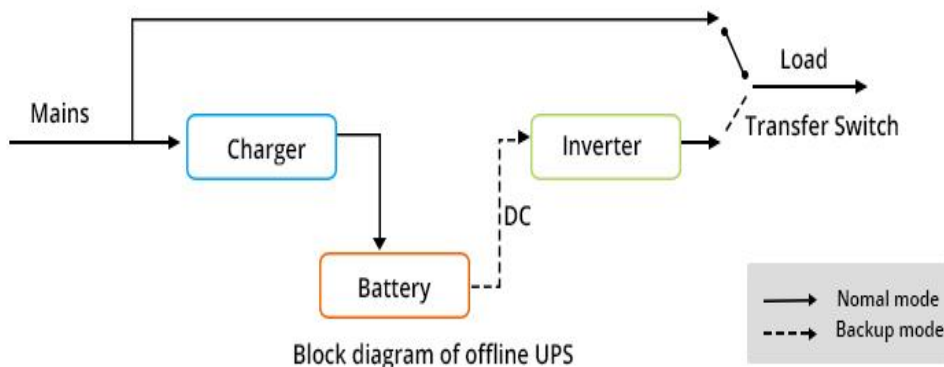 Load
Mains
Transfer Switch
Charger
Inverter
DC
Battery
Nomal mode
Backup mode
Block diagram of offline UPS